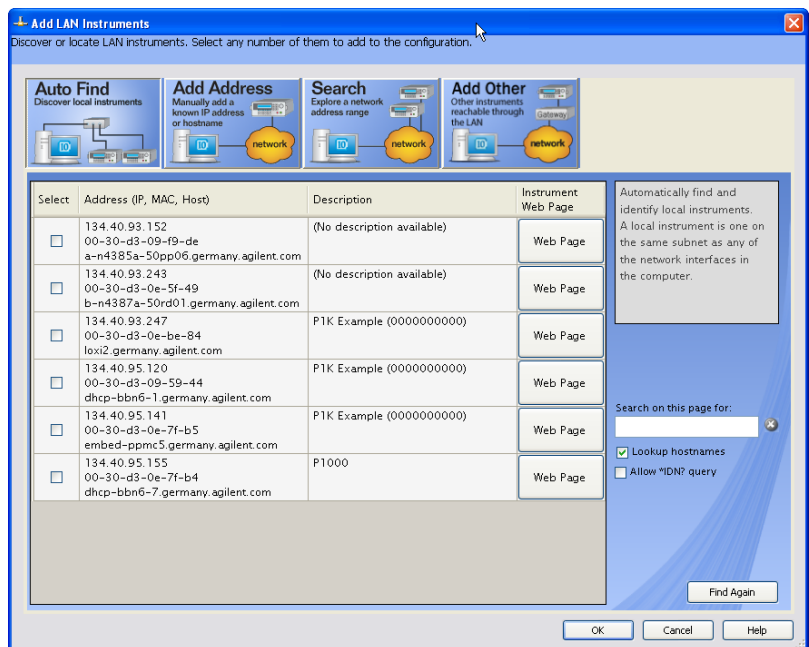 Add LAN Instruments
Discover or locate LAN instruments. Select any number of them to add to the configuration.
Auto Find
Discover local instruments
IO
Add Address
Manually add a
known IP address
or hostname
IO
network
Search
Explore a network
address range
IO
network
Add Other
Other instruments
reachable through
the LAN
Gateway
IO
network
Select
Address (IP, MAC, Host)
Description
Instrument
Web Page
134.40.93.152
00-30-d3-09-f9-de
a-n4385a-50pp06.germany.agilent.com
(No description available)
Web Page
134.40.93.243
00-30-d3-0e-5f-49
b-n4387a-50rd01.germany.agilent.com
(No description available)
Web Page
134.40.93.247
00-30-d3-0e-be-84
loxi2.germany.agilent.com
P1K Example (0000000000)
Web Page
134.40.95.120
00-30-d3-09-59-44
dhcp-bbn6-1.germany.agilent.com
P1K Example (0000000000)
Web Page
134.40.95.141
00-30-d3-0e-7f-b5
embed-ppmc5.germany.agilent.com
P1K Example (0000000000)
Web Page
134.40.95.155
00-30-d3-0e-7f-b4
dhcp-bbn6-7.germany.agilent.com
P1000
Web Page
Automatically find and
identify local instruments.
A local instrument is one on
the same subnet as any of
the network interfaces in
the computer.
Search on this page for:
Lookup hostnames
Allow *IDN? query
Find Again
OK
Cancel
Help